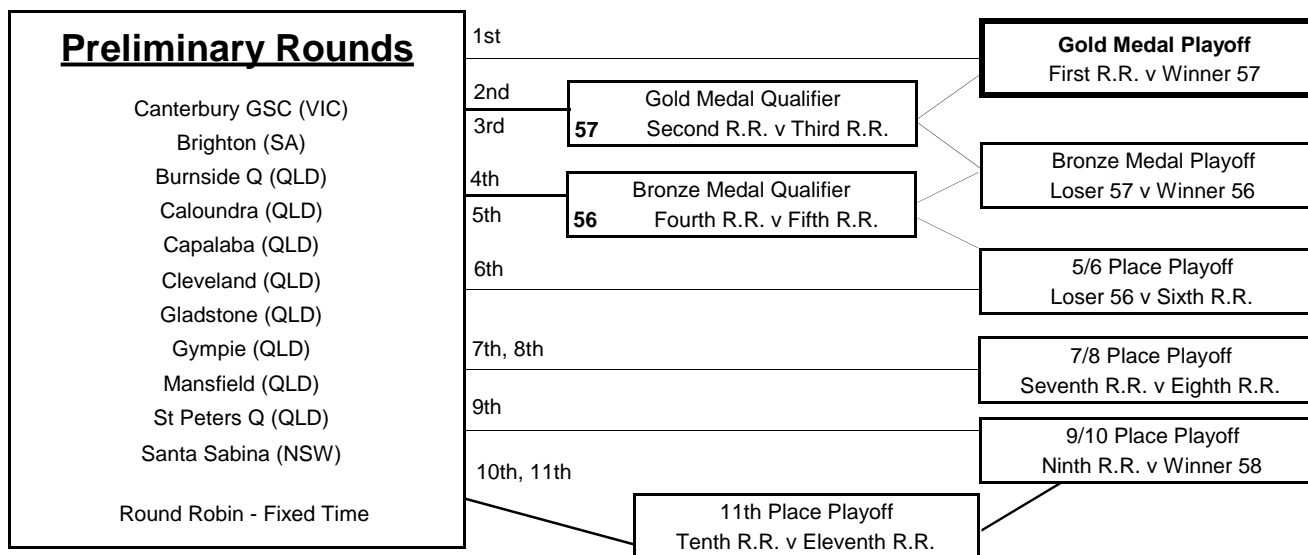 Preliminary Rounds
Canterbury GSC (VIC)
Brighton (SA)
Burnside Q (QLD)
Caloundra (QLD)
Capalaba (QLD)
Cleveland (QLD)
Gladstone (QLD)
Gympie (QLD)
Mansfield (QLD)
St Peters Q (QLD)
Santa Sabina (NSW)
Round Robin - Fixed Time
1st
2nd
3rd
4th
5th
6th
7th, 8th
9th
10th, 11th
Gold Medal Qualifier
57 Second R.R. v Third R.R.
Bronze Medal Qualifier
56 Fourth R.R. v Fifth R.R.
11th Place Playoff
Tenth R.R. v Eleventh R.R.
Gold Medal Playoff
First R.R. v Winner 57
Bronze Medal Playoff
Loser 57 v Winner 56
5/6 Place Playoff
Loser 56 v Sixth R.R.
7/8 Place Playoff
Seventh R.R. v Eighth R.R.
9/10 Place Playoff
Ninth R.R. v Winner 58